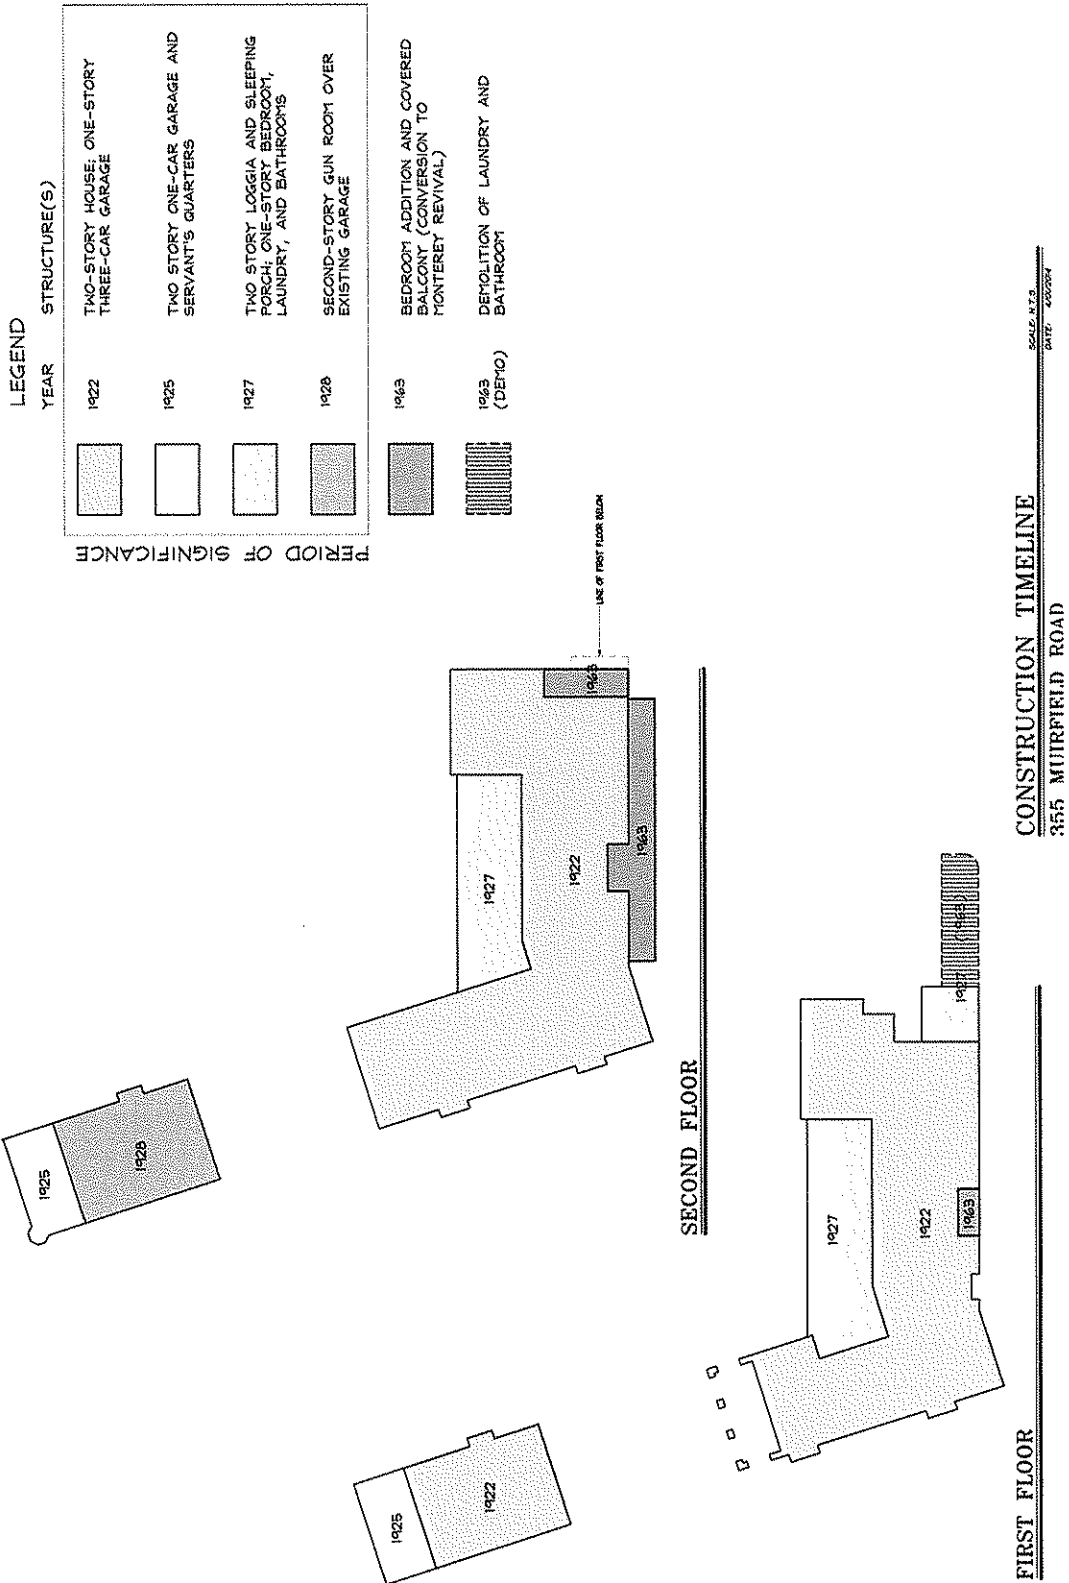 LEGEND
YEAR STRUCTURE(S)
PERIOD OF SIGNIFICANCE
1922 TWO-STORY HOUSE; ONE-STORY
THREE-CAR GARAGE
1925 TWO STORY ONE-CAR GARAGE AND
SERVANT'S QUARTERS
1927 TWO STORY LOGGIA AND SLEEPING
PORCH; ONE-STORY BEDROOM,
LAUNDRY, AND BATHROOMS
1928 SECOND-STORY GUN ROOM OVER
EXISTING GARAGE
1963 BEDROOM ADDITION AND COVERED
BALCONY (CONVERSION TO
MONTEREY REVIVAL)
1963 DEMOLITION OF LAUNDRY AND
(DEMO) BATHROOM
1925
1928
1927
1922
1963
1963
LINE OF FIRST FLOOR BELOW
SECOND FLOOR
1925
1922
1927
1922
1963
1927 (1963)
FIRST FLOOR
CONSTRUCTION TIMELINE
355 MUIRFIELD ROAD
SCALE: N.T.S.
DATE: